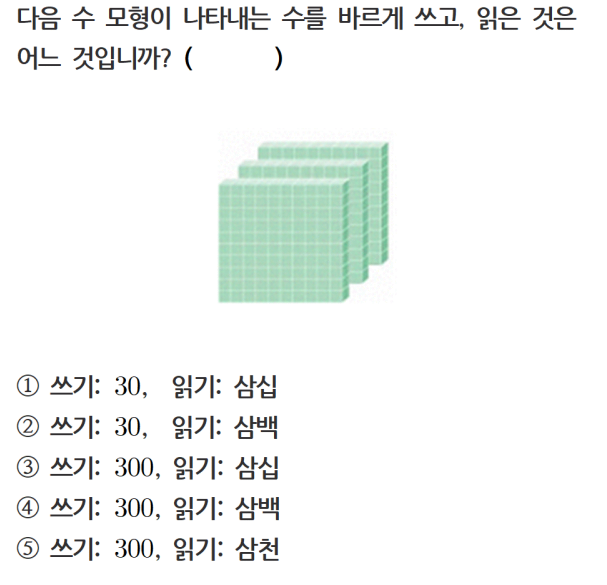 다음 수 모형이 나타내는 수를 바르게 쓰고, 읽은 것은
어느 것입니까? (          )
① 쓰기: 30, 읽기: 삼십
② 쓰기: 30, 읽기: 삼백
③ 쓰기: 300, 읽기: 삼십
④ 쓰기: 300, 읽기: 삼백
⑤ 쓰기: 300, 읽기: 삼천